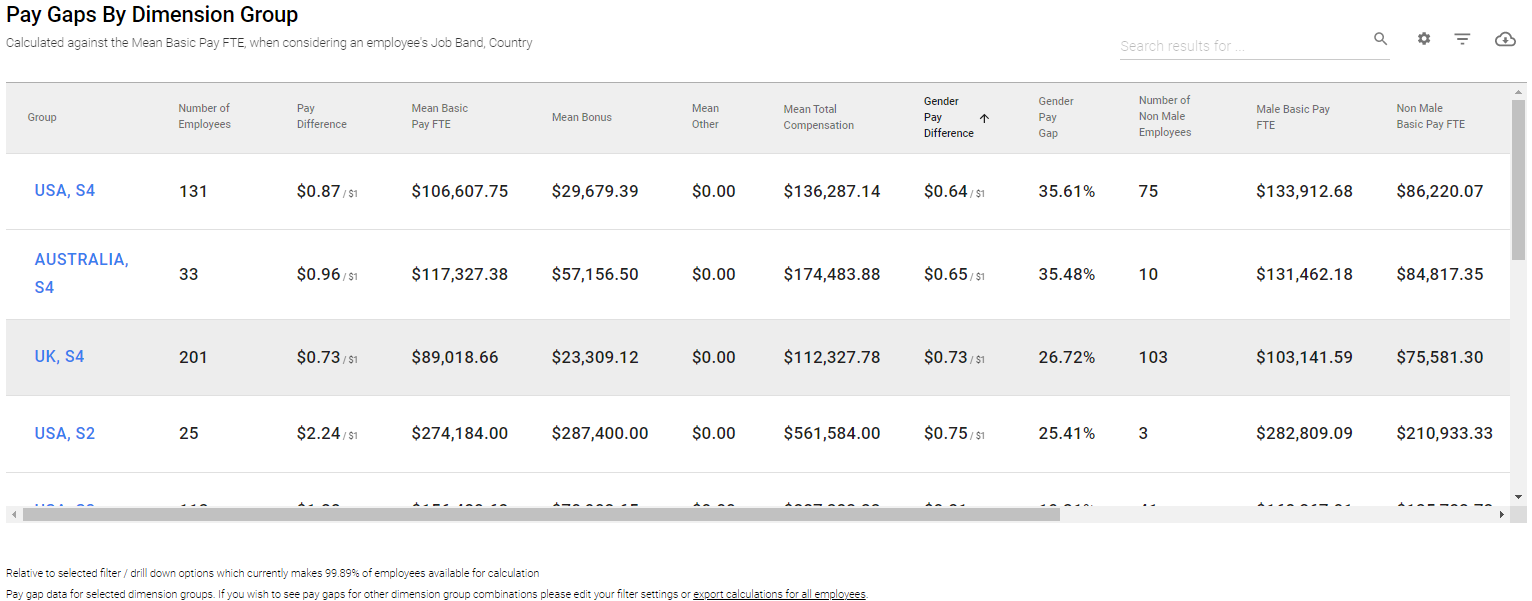 Pay Gaps By Dimension Group
Calculated against the Mean Basic Pay FTE, when considering an employee's Job Band, Country
Search results for ...
Group Number of Employees Pay Difference Mean Basic Pay FTE Mean Bonus Mean Other Mean Total Compensation Gender Pay Difference Gender Pay Gap Number of Non Male Employees Male Basic Pay FTE Non Male Basic Pay FTE
USA, S4 131 $0.87 / $1 $106,607.75 $29,679.39 $0.00 $136,287.14 $0.64 / $1 35.61% 75 $133,912.68 $86,220.07
AUSTRALIA, S4 33 $0.96 / $1 $117,327.38 $57,156.50 $0.00 $174,483.88 $0.65 / $1 35.48% 10 $131,462.18 $84,817.35
UK, S4 201 $0.73 / $1 $89,018.66 $23,309.12 $0.00 $112,327.78 $0.73 / $1 26.72% 103 $103,141.59 $75,581.30
USA, S2 25 $2.24 / $1 $274,184.00 $287,400.00 $0.00 $561,584.00 $0.75 / $1 25.41% 3 $282,809.09 $210,933.33
Relative to selected filter / drill down options which currently makes 99.89% of employees available for calculation
Pay gap data for selected dimension groups. If you wish to see pay gaps for other dimension group combinations please edit your filter settings or export calculations for all employees.